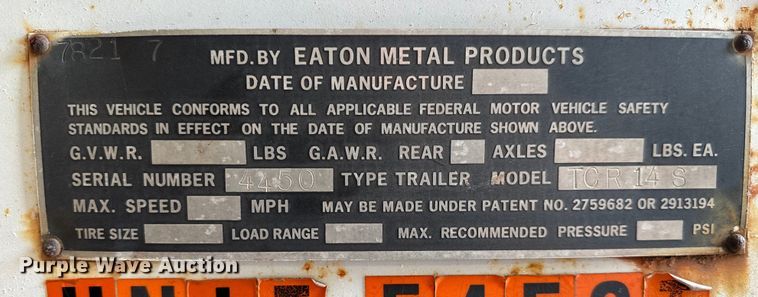 7821 7
MFD. BY EATON METAL PRODUCTS
DATE OF MANUFACTURE
THIS VEHICLE CONFORMS TO ALL APPLICABLE FEDERAL MOTOR VEHICLE SAFETY
STANDARDS IN EFFECT ON THE DATE OF MANUFACTURE SHOWN ABOVE.
G.V.W.R. LBS G.A.W.R. REAR AXLES LBS. EA.
SERIAL NUMBER 4450 TYPE TRAILER MODEL TCR14S
MAX. SPEED MPH MAY BE MADE UNDER PATENT NO. 2759682 OR 2913194
TIRE SIZE LOAD RANGE MAX. RECOMMENDED PRESSURE PSI
Purple Wave Auction